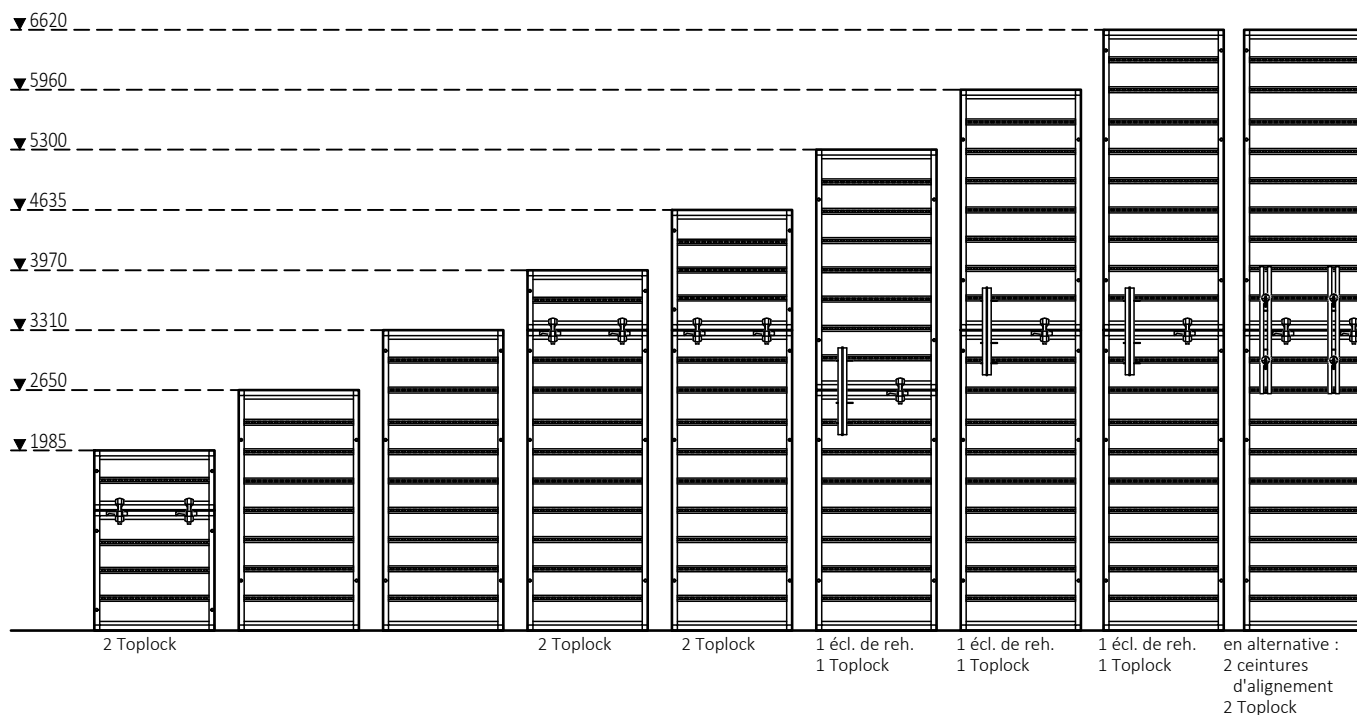 6620
5960
5300
4635
3970
3310
2650
1985
2 Toplock
2 Toplock
2 Toplock
1 écl. de reh.
1 Toplock
1 écl. de reh.
1 Toplock
1 écl. de reh.
1 Toplock
en alternative :
2 ceintures
d'alignement
2 Toplock